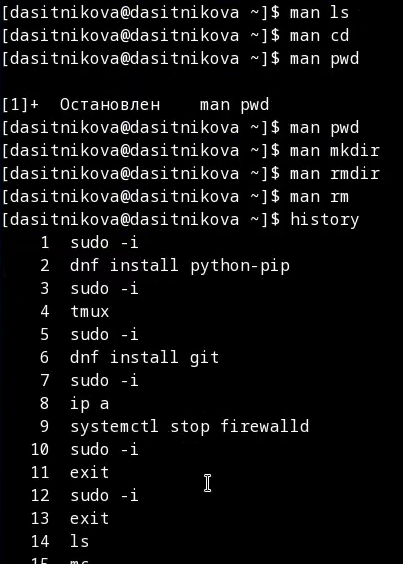 [dasitnikova@dasitnikova ~]$ man ls
[dasitnikova@dasitnikova ~]$ man cd
[dasitnikova@dasitnikova ~]$ man pwd
[1]+  Остановлен    man pwd
[dasitnikova@dasitnikova ~]$ man pwd
[dasitnikova@dasitnikova ~]$ man mkdir
[dasitnikova@dasitnikova ~]$ man rmdir
[dasitnikova@dasitnikova ~]$ man rm
[dasitnikova@dasitnikova ~]$ history
1  sudo -i
2  dnf install python-pip
3  sudo -i
4  tmux
5  sudo -i
6  dnf install git
7  sudo -i
8  ip a
9  systemctl stop firewalld
10  sudo -i
11  exit
12  sudo -i
13  exit
14  ls
15  mc